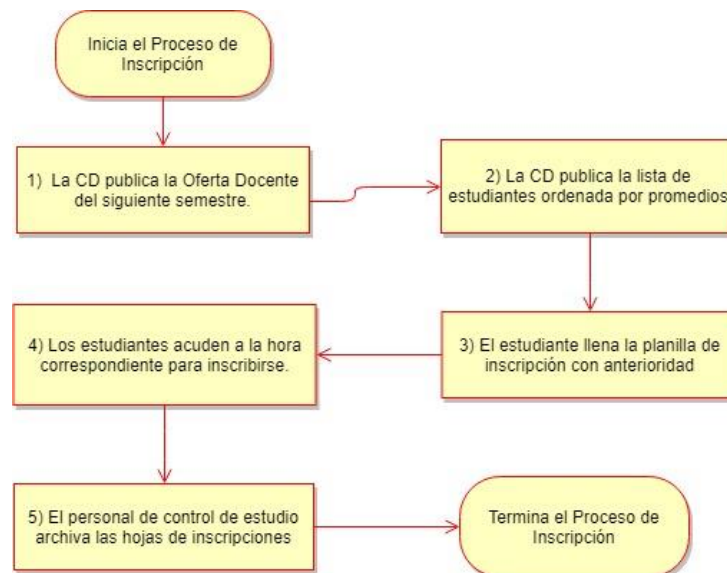 Inicia el Proceso de
Inscripción
1) La CD publica la Oferta Docente
del siguiente semestre.
2) La CD publica la lista de
estudiantes ordenada por promedios
3) El estudiante llena la planilla de
inscripción con anterioridad
4) Los estudiantes acuden a la hora
correspondiente para inscribirse.
5) El personal de control de estudio
archiva las hojas de inscripciones
Termina el Proceso de
Inscripción